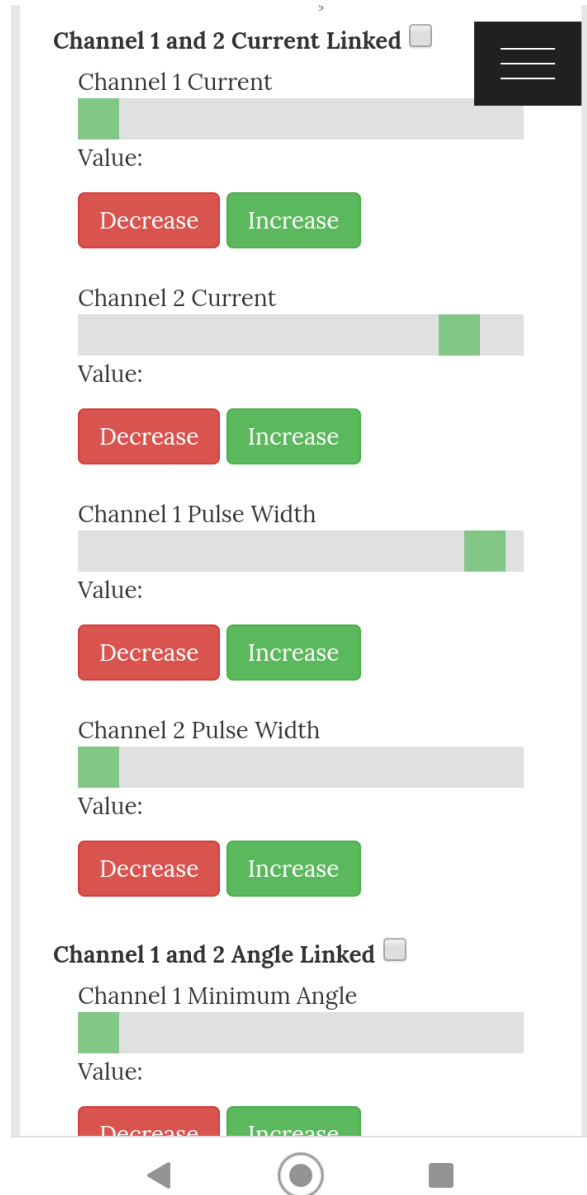 Channel 1 and 2 Current Linked
Channel 1 Current
Value:
Decrease Increase
Channel 2 Current
Value:
Decrease Increase
Channel 1 Pulse Width
Value:
Decrease Increase
Channel 2 Pulse Width
Value:
Decrease Increase
Channel 1 and 2 Angle Linked
Channel 1 Minimum Angle
Value:
Decrease Increase